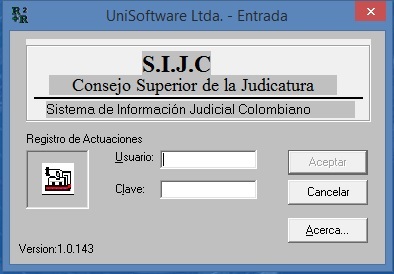 R²
+R
UniSoftware Ltda. - Entrada
S.I.J.C
Consejo Superior de la Judicatura
Sistema de Información Judicial Colombiano
Registro de Actuaciones
Usuario:
Aceptar
Clave:
Cancelar
Acerca...
Version:1.0.143